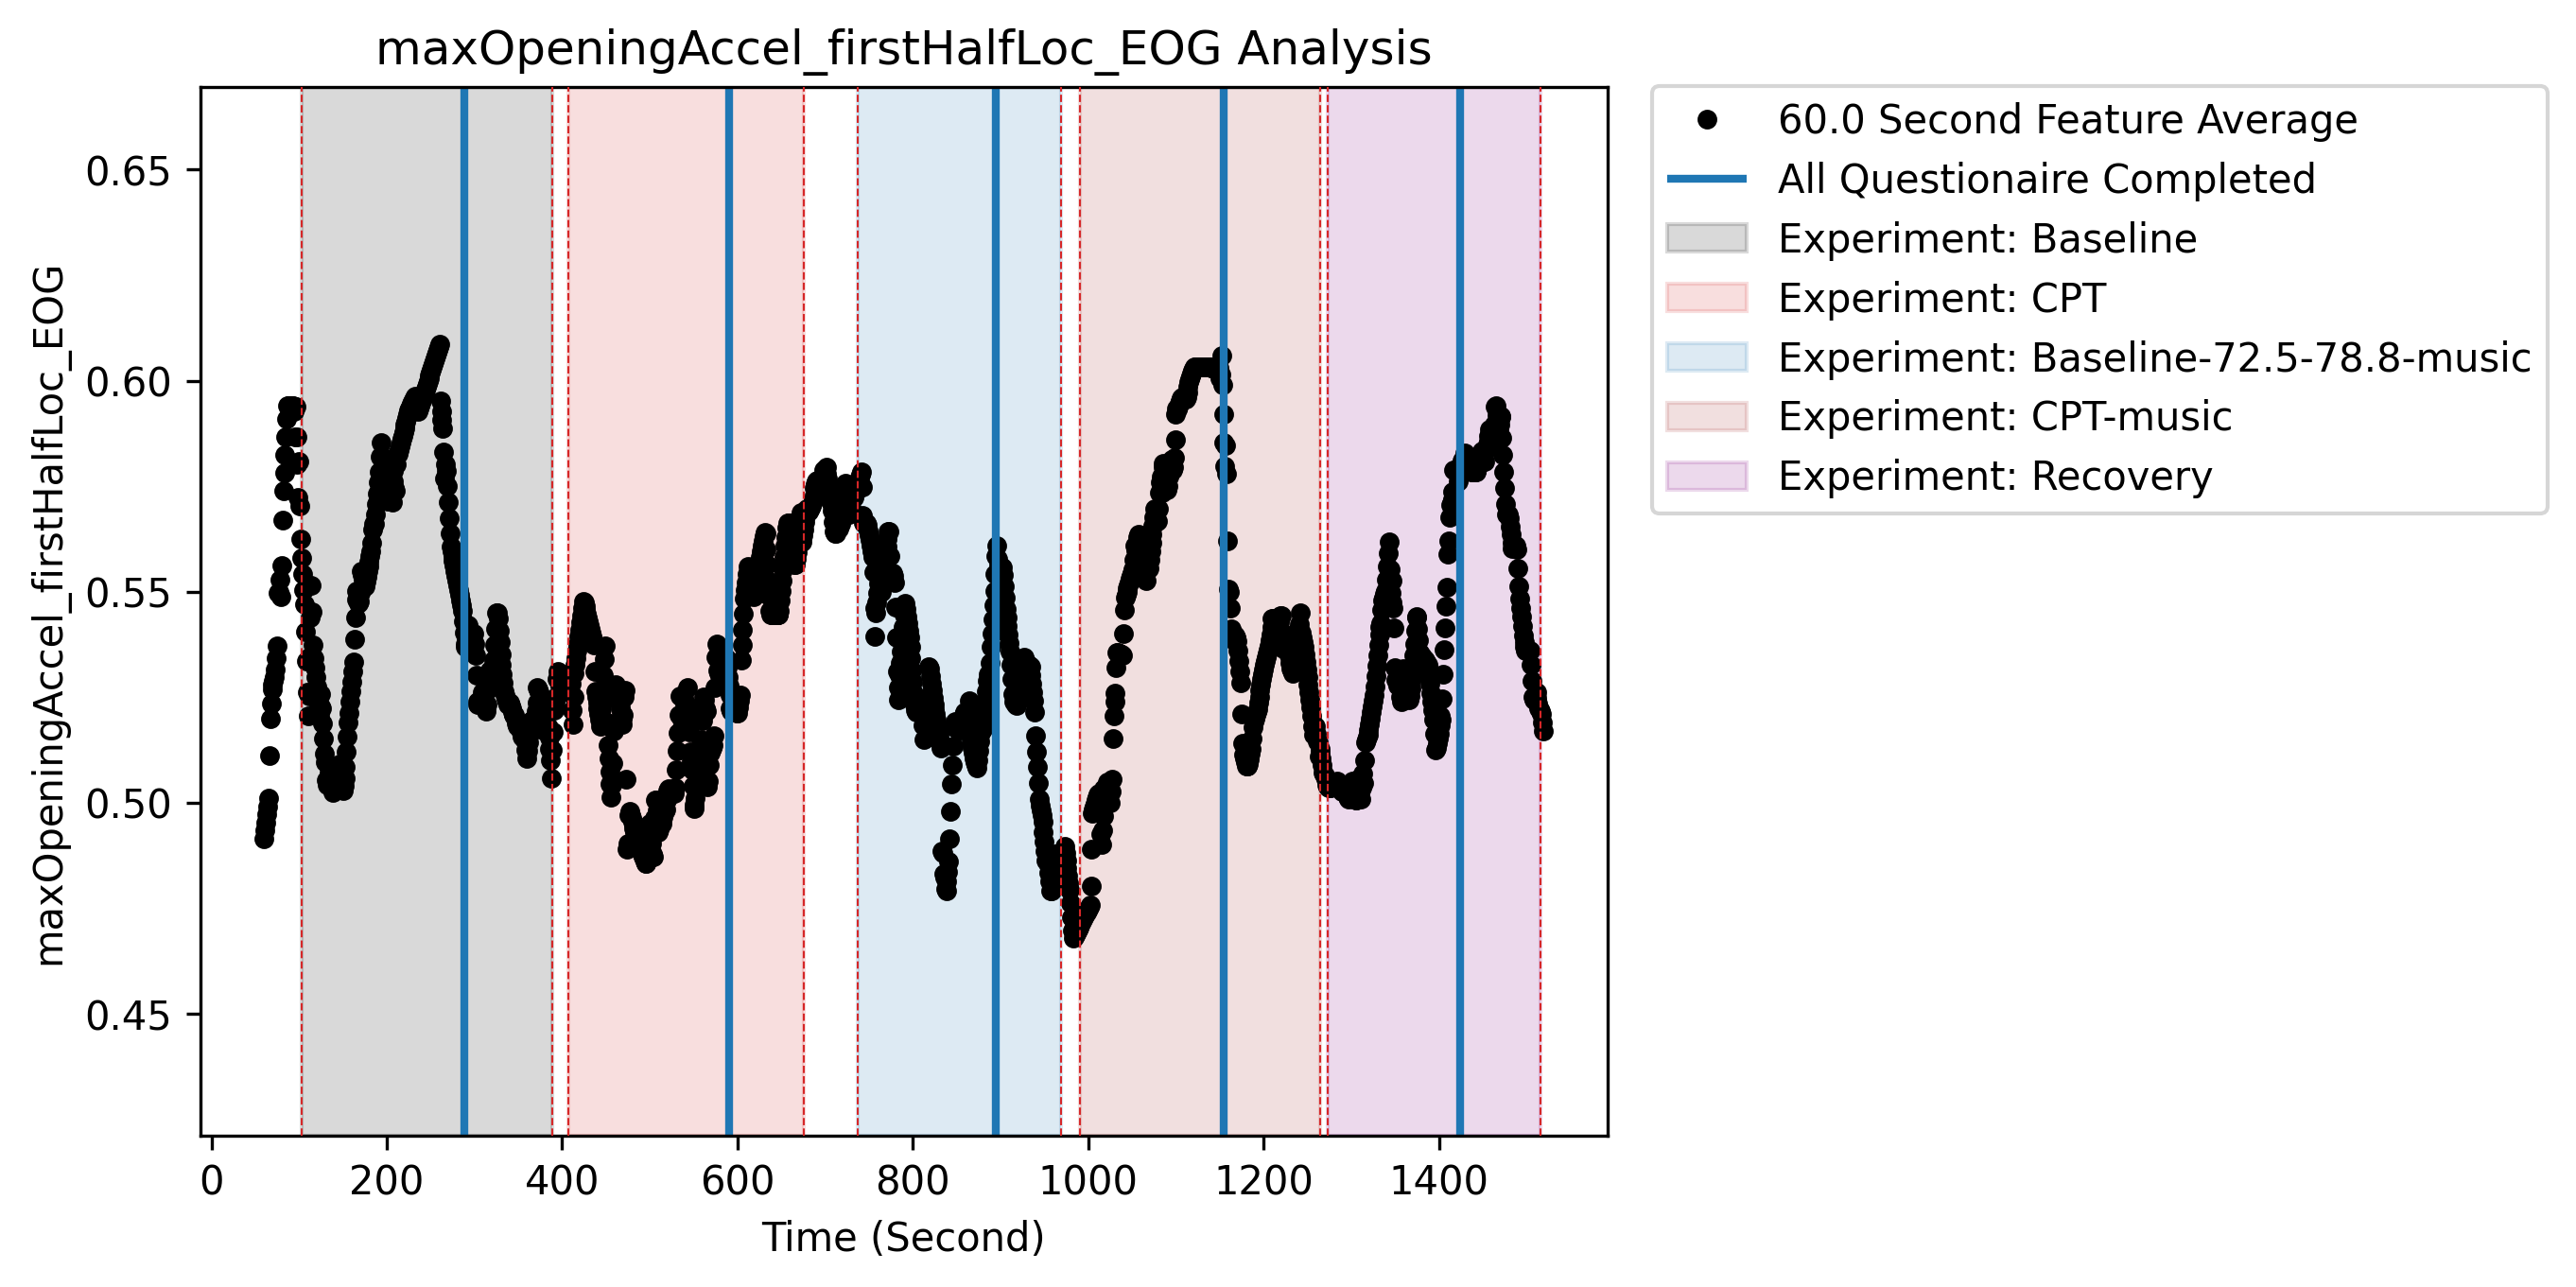 maxOpeningAccel_firstHalfLoc_EOG Analysis
maxOpeningAccel_firstHalfLoc_EOG
0.65
0.60
0.55
0.50
0.45
0 200 400 600 800 1000 1200 1400
Time (Second)
60.0 Second Feature Average
All Questionaire Completed
Experiment: Baseline
Experiment: CPT
Experiment: Baseline-72.5-78.8-music
Experiment: CPT-music
Experiment: Recovery